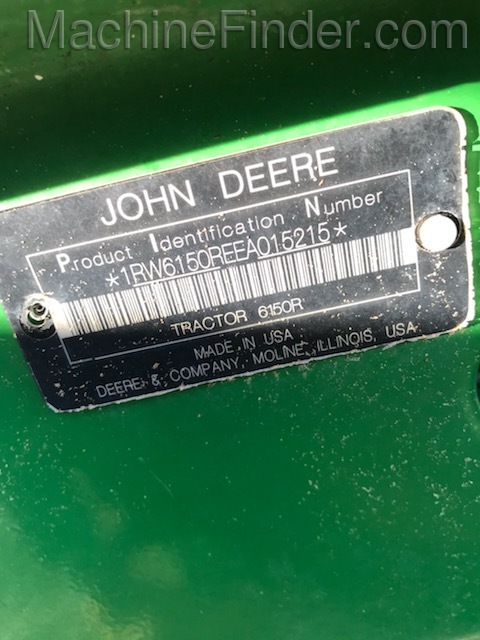 MachineFinder.com
JOHN DEERE
Product Identification Number
*1RW6150REEA015215*
TRACTOR 6150R
MADE IN USA
DEERE & COMPANY, MOLINE, ILLINOIS, USA